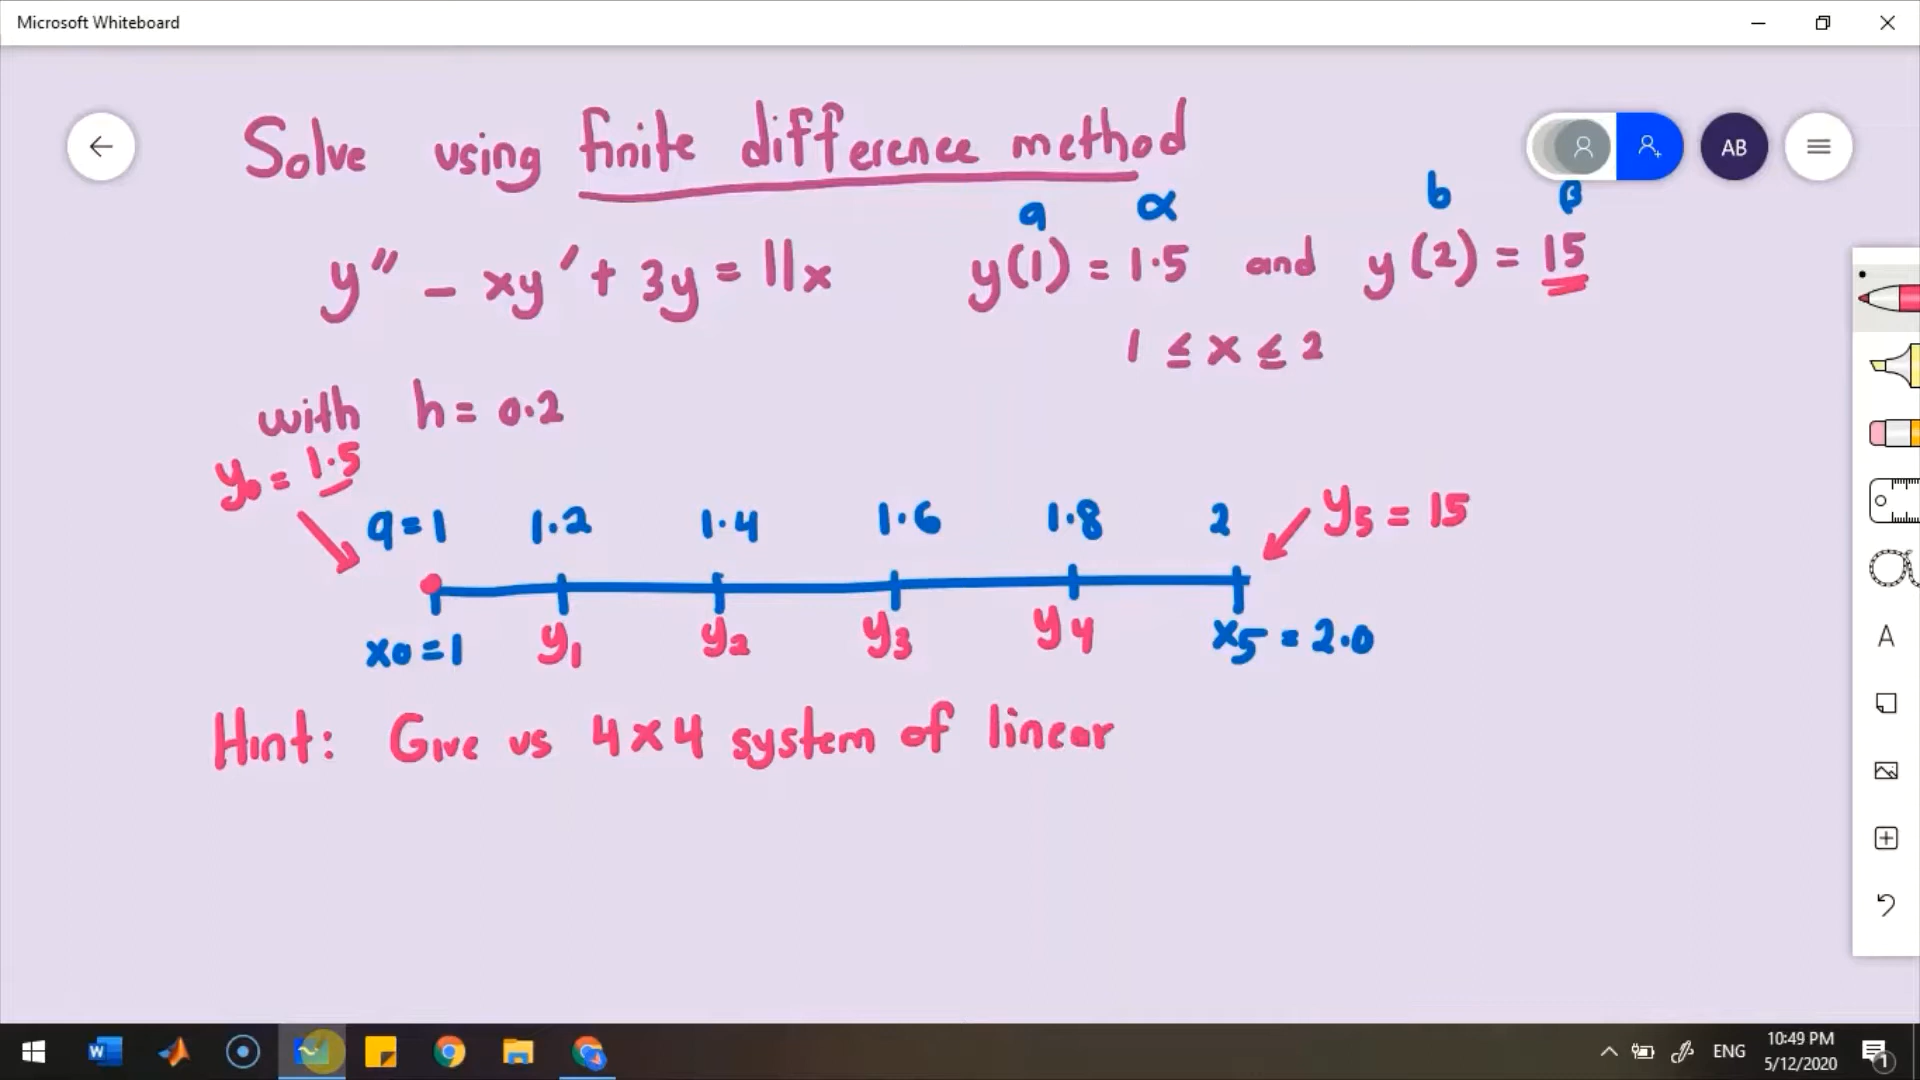 Microsoft Whiteboard
Solve using finite difference method
a α b β
y″ - xy′ + 3y = 11x y(1) = 1.5 and y(2) = 15
1 ≤ x ≤ 2
with h = 0.2
y0 = 1.5
a = 1 1.2 1.4 1.6 1.8 2 y5 = 15
x0 = 1 y1 y2 y3 y4 x5 = 2.0
Hint: Give us 4x4 system of linear
AB
A
ENG
10:49 PM
5/12/2020
1